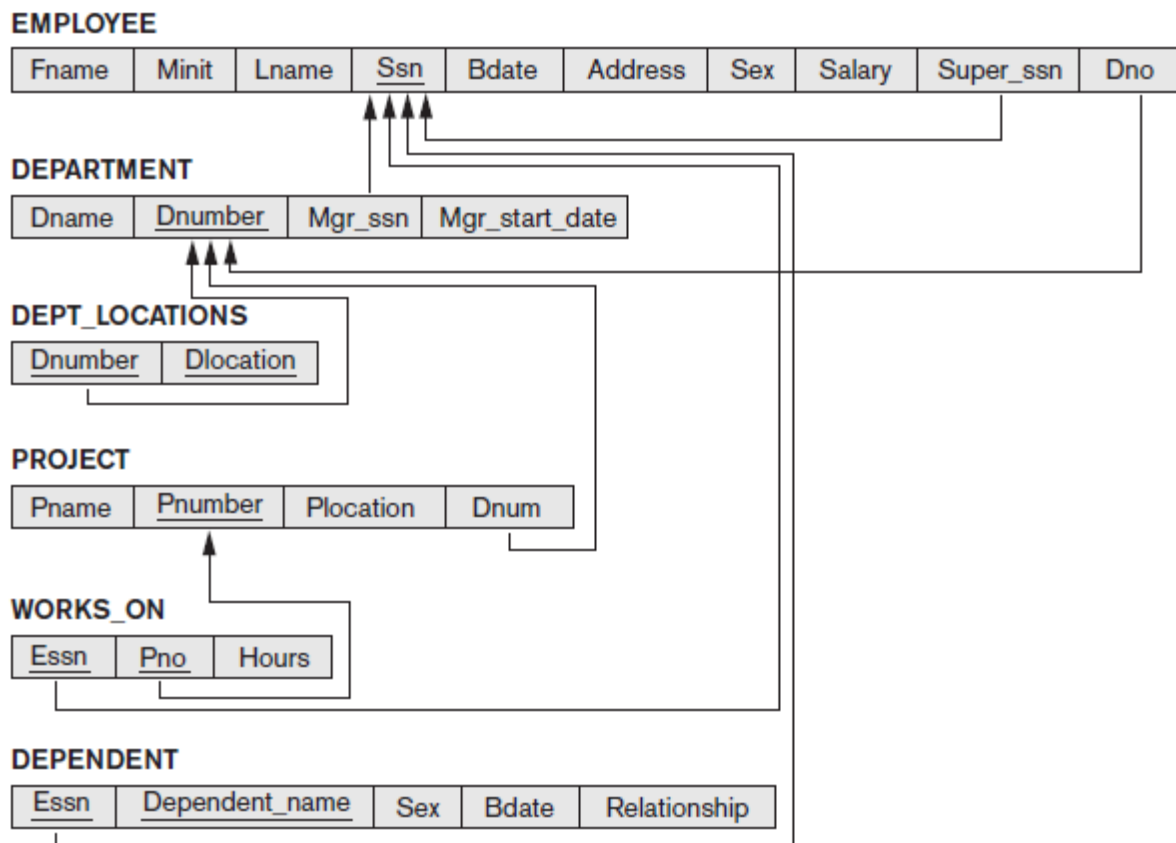 EMPLOYEE
Fname Minit Lname Ssn Bdate Address Sex Salary Super_ssn Dno
DEPARTMENT
Dname Dnumber Mgr_ssn Mgr_start_date
DEPT_LOCATIONS
Dnumber Dlocation
PROJECT
Pname Pnumber Plocation Dnum
WORKS_ON
Essn Pno Hours
DEPENDENT
Essn Dependent_name Sex Bdate Relationship